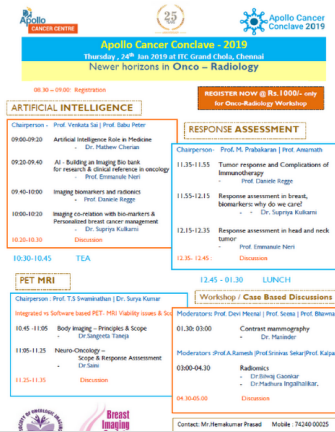 Apollo
CANCER CENTRE
25
Apollo Cancer
Conclave 2019
Apollo Cancer Conclave - 2019
Thursday , 24th Jan 2019 at ITC Grand Chola, Chennai
Newer horizons in Onco – Radiology
08:30 – 09:00: Registration
REGISTER NOW @ Rs.1000/- only
for Onco-Radiology Workshop
ARTIFICIAL INTELLIGENCE
Chairperson - Prof. Venkata Sai | Prof. Babu Peter
09:00-09:20 Artificial Intelligence Role in Medicine
- Dr. Mathew Cherian
09:20-09.40 AI - Building an Imaging Bio bank
for research & clinical reference in oncology
- Prof. Emmanuele Neri
09.40-10:00 Imaging biomarkers and radionics
- Prof Daniele Regge
10:00-10:20 Imaging co-relation with bio-markers &
Personalized breast cancer management
- Dr. Supriya Kulkarni
10:20-10.30 Discussion
10:30-10.45 TEA
RESPONSE ASSESSMENT
Chairperson- Prof. M. Prabakaran | Prof. Amarnath
11.35-11.55 Tumor response and Complications of
Immunotherapy
- Prof. Daniele Regge
11.55-12.15 Response assessment in breast,
biomarkers why do we care?
- Dr. Supriya Kulkarni
12.15-12.35 Response assessment in head and neck
tumor
- Prof Emmanuele Neri
12.35- 12.45 Discussion
12.45 - 01.30 LUNCH
PET MRI
Chairperson - Prof. T.S Swaminathan | Dr. Surya Kumar
Integrated vs Software based PET- MRI Viability issues &
10.45 -11:05 Body imaging – Principles & Scope
- Dr.Sangeeta Taneja
11:05-11.25 Neuro-Oncology –
Scope & Response Assessment
- Dr.Saini
11.25-11.35 Discussion
Workshop / Case Based Discussions
Moderators: Prof. Devi Meenal | Prof. Seena | Prof. Bhawna
01.30: 03:00 Contrast mammography
- Dr. Maninder
Moderators :Prof.A.Ramesh |Prof.Srinivas Sekar|Prof. Kalpa
03:00-04.30 Radiomics
- Dr.Bilwaj Gaonkar
- Dr.Madhura Ingalhalikar.
04:30-05.00 Discussion
Breast
Imaging
Contact: Mr.Hemakumar Prasad Mobile : 74240 00025